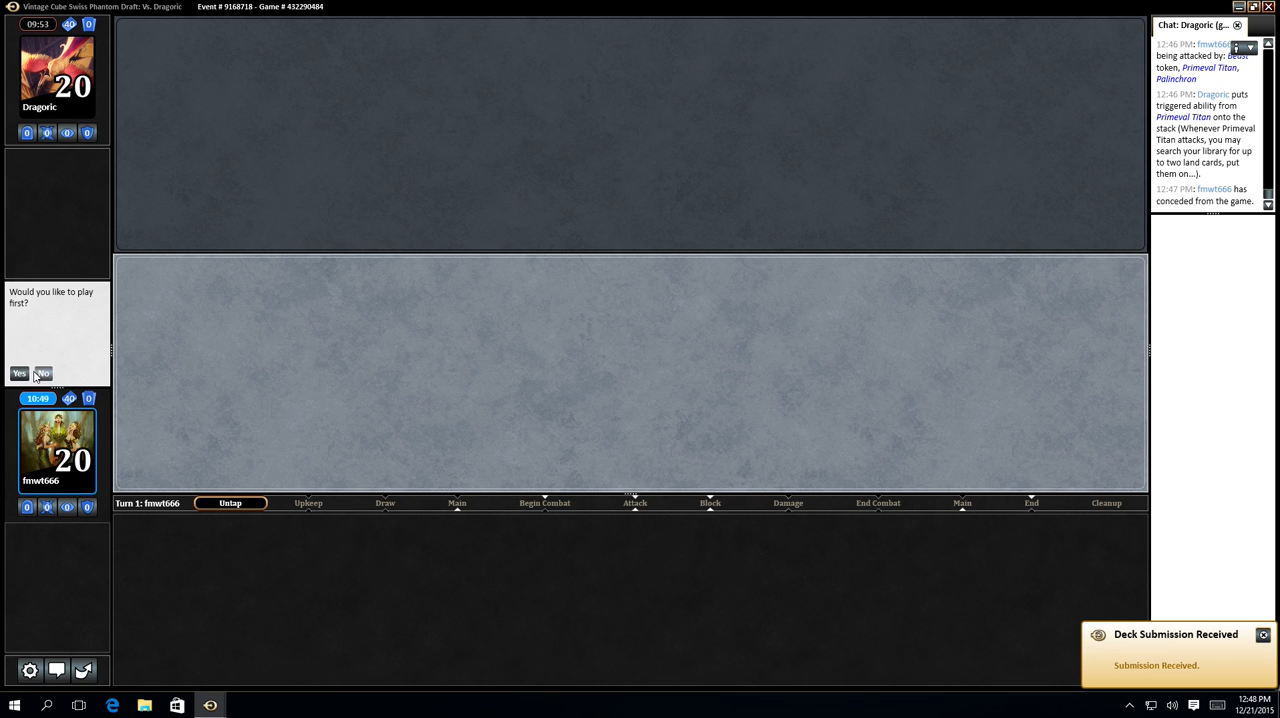 Vintage Cube Swiss Phantom Draft: Vs. Dragoric
Event # 9168718 - Game # 432290484
09:53
40
0
20
Dragoric
0
0
0
0
Would you like to play
first?
Yes
No
10:49
40
0
20
fmwt666
0
0
0
0
Turn 1: fmwt666
Untap
Upkeep
Draw
Main
Begin Combat
Attack
Block
Damage
End Combat
Main
End
Cleanup
Chat: Dragoric (g...
12:46 PM: fmwt666
being attacked by: Beast
token, Primeval Titan,
Palinchron
12:46 PM: Dragoric puts
triggered ability from
Primeval Titan onto the
stack (Whenever Primeval
Titan attacks, you may
search your library for up
to two land cards, put
them on...).
12:47 PM: fmwt666 has
conceded from the game.
Deck Submission Received
Submission Received.
12:48 PM
12/21/2015